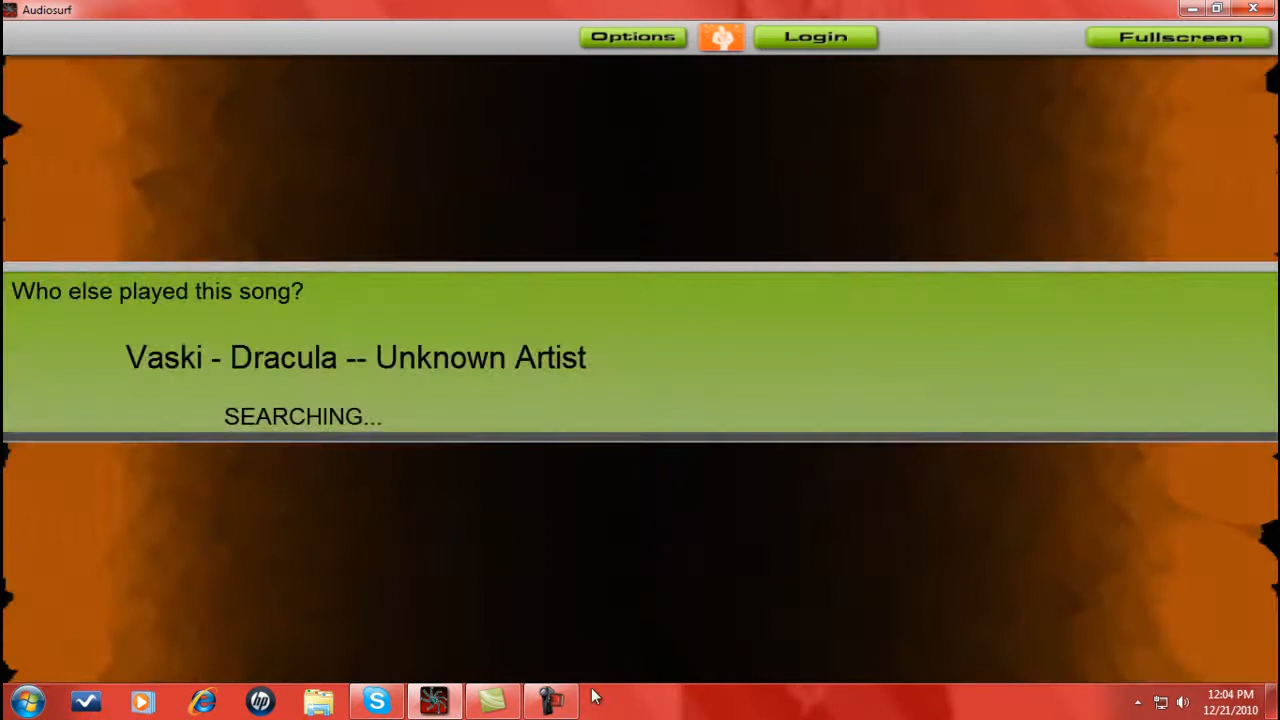 Audiosurf
Options
Login
Fullscreen
Who else played this song?
Vaski - Dracula -- Unknown Artist
SEARCHING...
hp
S
12:04 PM
12/21/2010